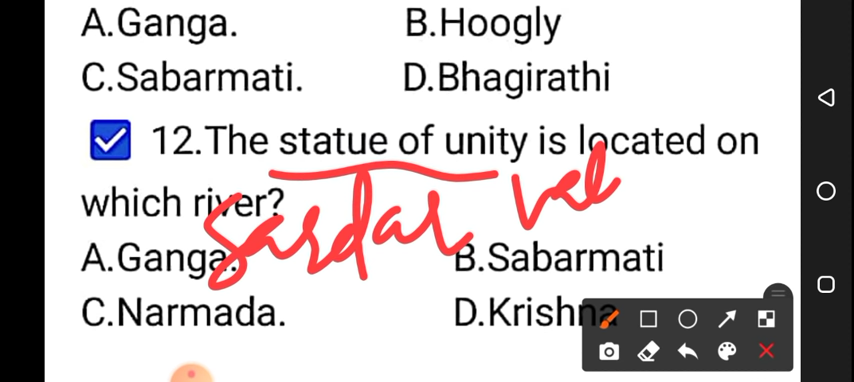 A.Ganga. B.Hoogly
C.Sabarmati. D.Bhagirathi
12.The statue of unity is located on
which river?
sardar vel
A.Ganga. B.Sabarmati
C.Narmada. D.Krishna